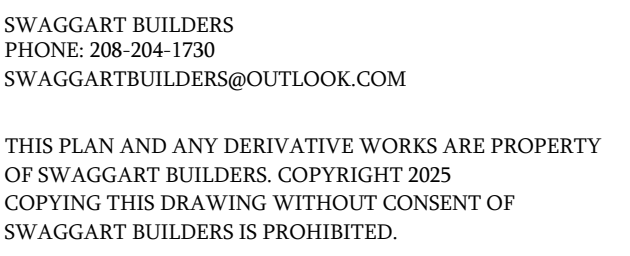 SWAGGART BUILDERS
PHONE: 208-204-1730
SWAGGARTBUILDERS@OUTLOOK.COM
THIS PLAN AND ANY DERIVATIVE WORKS ARE PROPERTY
OF SWAGGART BUILDERS. COPYRIGHT 2025
COPYING THIS DRAWING WITHOUT CONSENT OF
SWAGGART BUILDERS IS PROHIBITED.